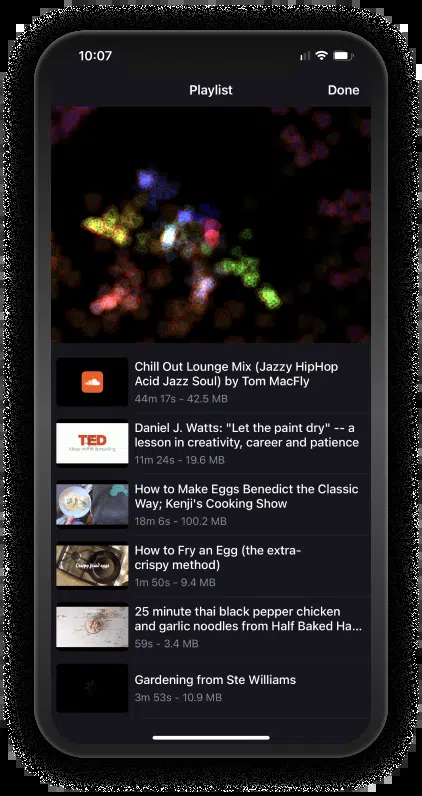 10:07
Playlist
Done
Chill Out Lounge Mix (Jazzy HipHop
Acid Jazz Soul) by Tom MacFly
44m 17s - 42.5 MB
TED
Daniel J. Watts: "Let the paint dry" -- a
lesson in creativity, career and patience
11m 24s - 19.6 MB
How to Make Eggs Benedict the Classic
Way; Kenji's Cooking Show
18m 6s - 100.2 MB
Crispy fried eggs
How to Fry an Egg (the extra-
crispy method)
1m 50s - 9.4 MB
25 minute thai black pepper chicken
and garlic noodles from Half Baked Ha...
59s - 3.4 MB
Gardening from Ste Williams
3m 53s - 10.9 MB